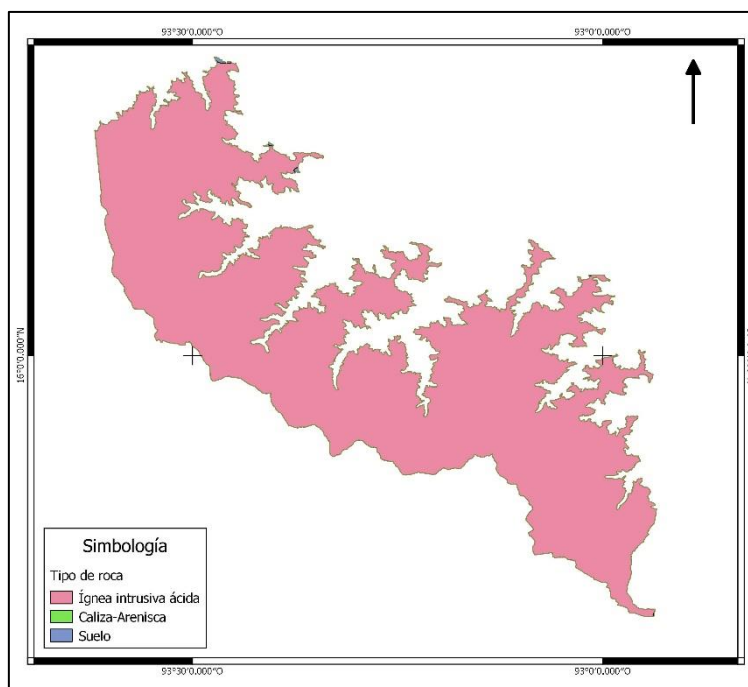 93°30'0.000"O 93°0'0.000"O
16°0'0.000"N
Simbología
Tipo de roca
Ígnea intrusiva ácida
Caliza-Arenisca
Suelo
93°30'0.000"O 93°0'0.000"O